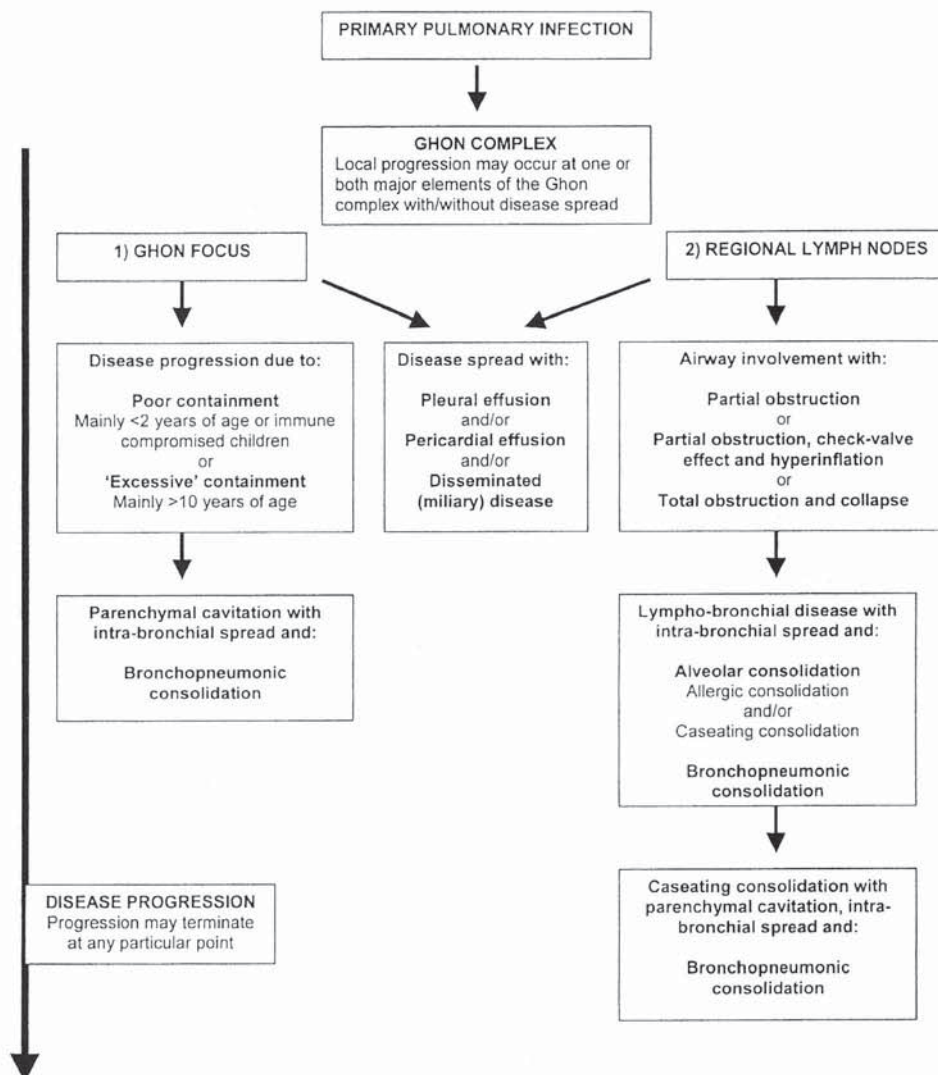 PRIMARY PULMONARY INFECTION
GHON COMPLEX
Local progression may occur at one or
both major elements of the Ghon
complex with/without disease spread
1) GHON FOCUS
2) REGIONAL LYMPH NODES
Disease progression due to:
Poor containment
Mainly <2 years of age or immune
compromised children
or
'Excessive' containment
Mainly >10 years of age
Disease spread with:
Pleural effusion
and/or
Pericardial effusion
and/or
Disseminated
(miliary) disease
Airway involvement with:
Partial obstruction
or
Partial obstruction, check-valve
effect and hyperinflation
or
Total obstruction and collapse
Parenchymal cavitation with
intra-bronchial spread and:
Bronchopneumonic
consolidation
Lympho-bronchial disease with
intra-bronchial spread and:
Alveolar consolidation
Allergic consolidation
and/or
Caseating consolidation
Bronchopneumonic
consolidation
DISEASE PROGRESSION
Progression may terminate
at any particular point
Caseating consolidation with
parenchymal cavitation, intra-
bronchial spread and:
Bronchopneumonic
consolidation